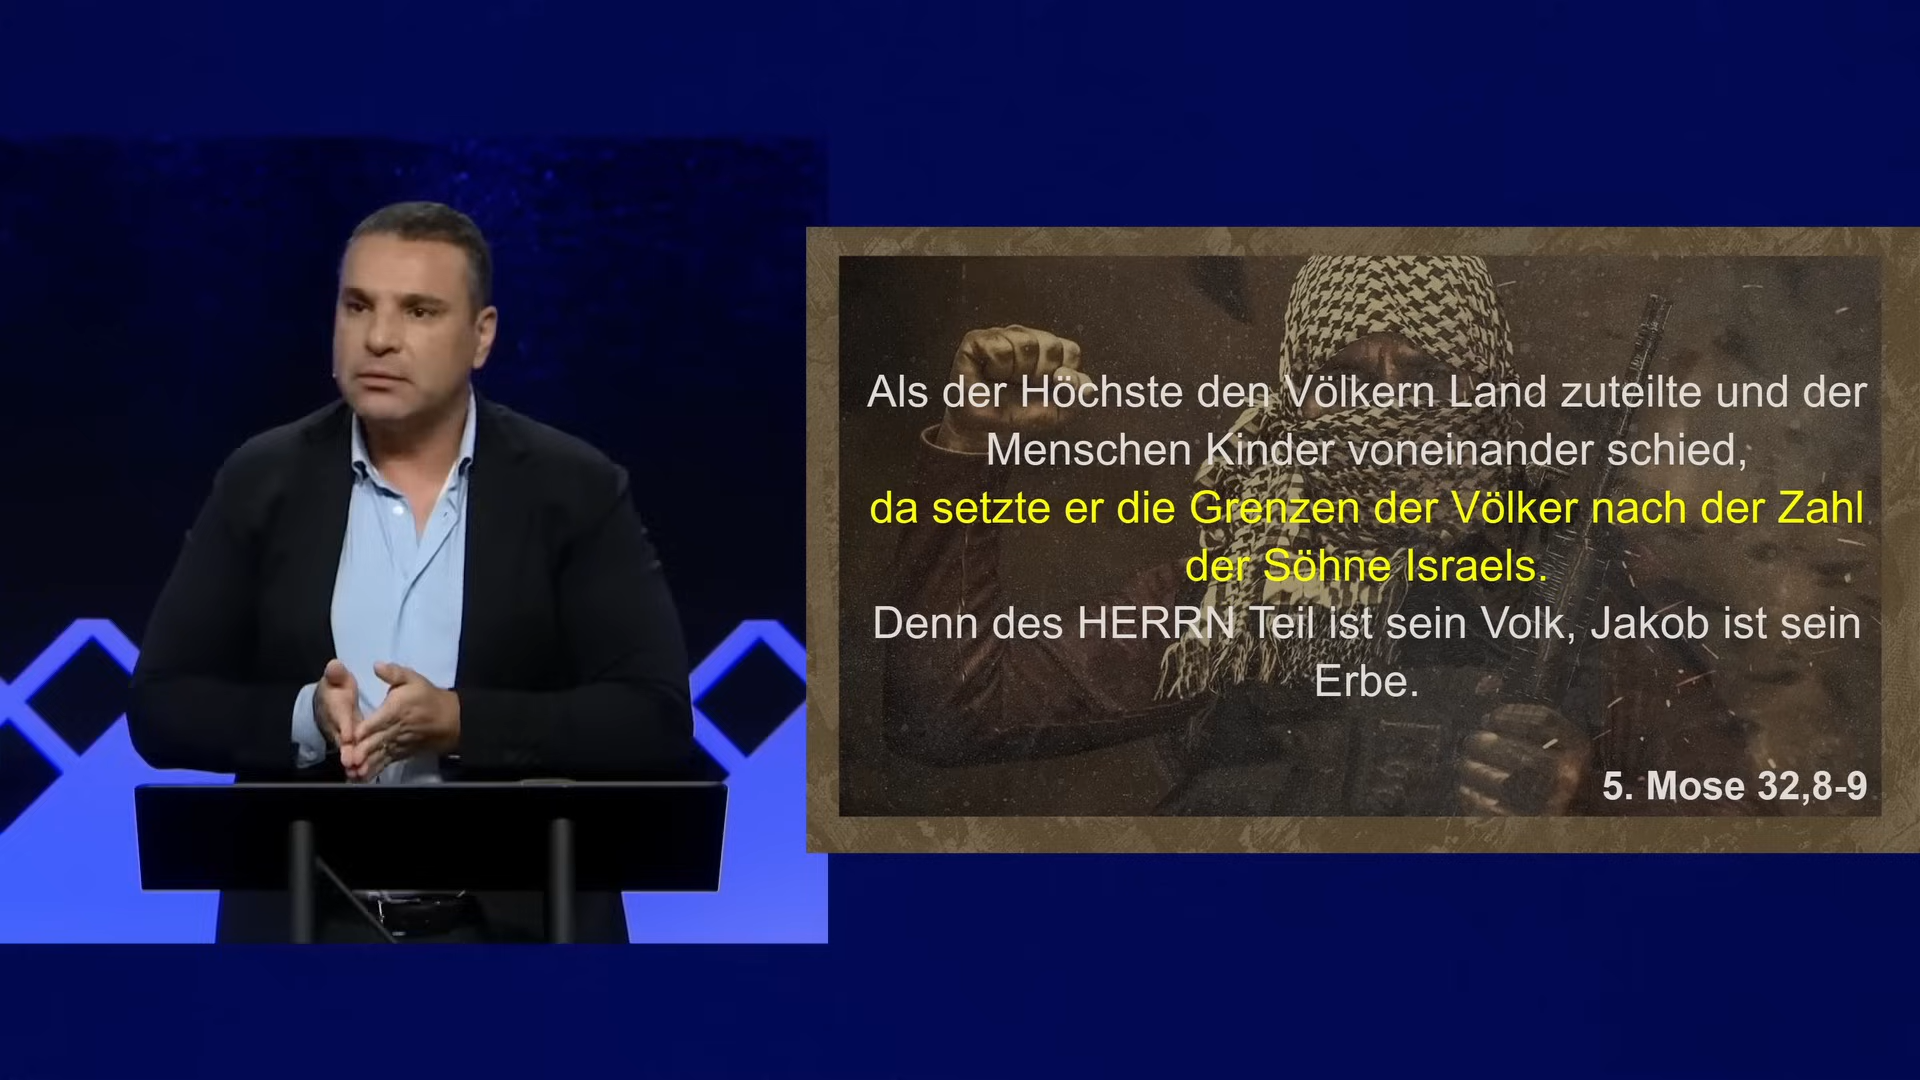 Als der Höchste den Völkern Land zuteilte und der
Menschen Kinder voneinander schied,
da setzte er die Grenzen der Völker nach der Zahl
der Söhne Israels.
Denn des HERRN Teil ist sein Volk, Jakob ist sein
Erbe.
5. Mose 32,8-9